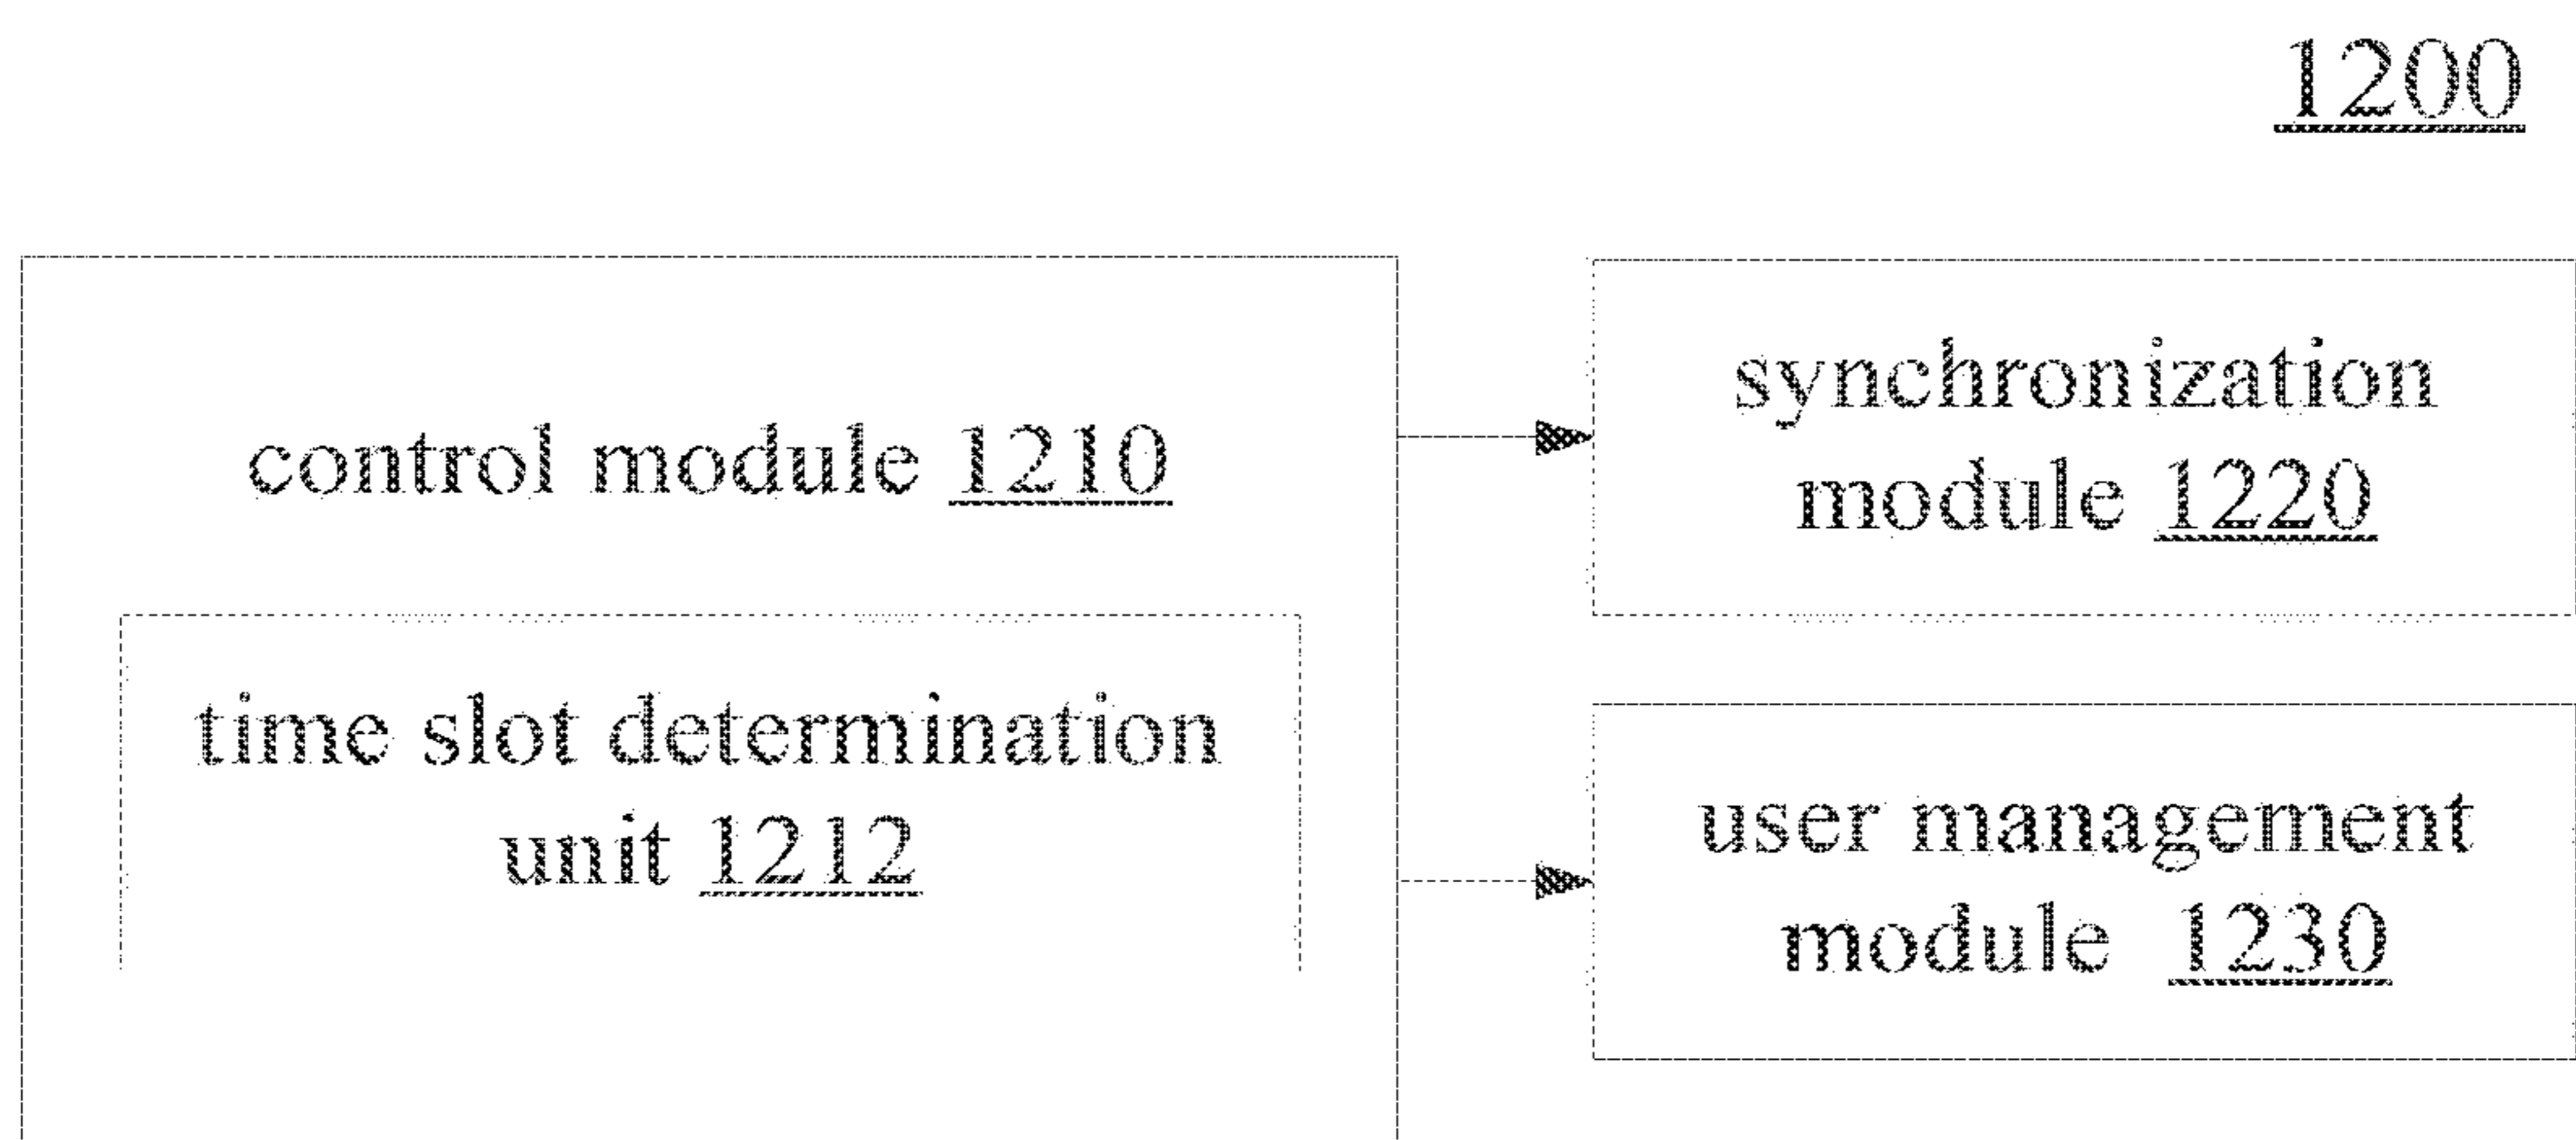 1200
control module 1210
time slot determination
unit 1212
synchronization
module 1220
user management
module 1230